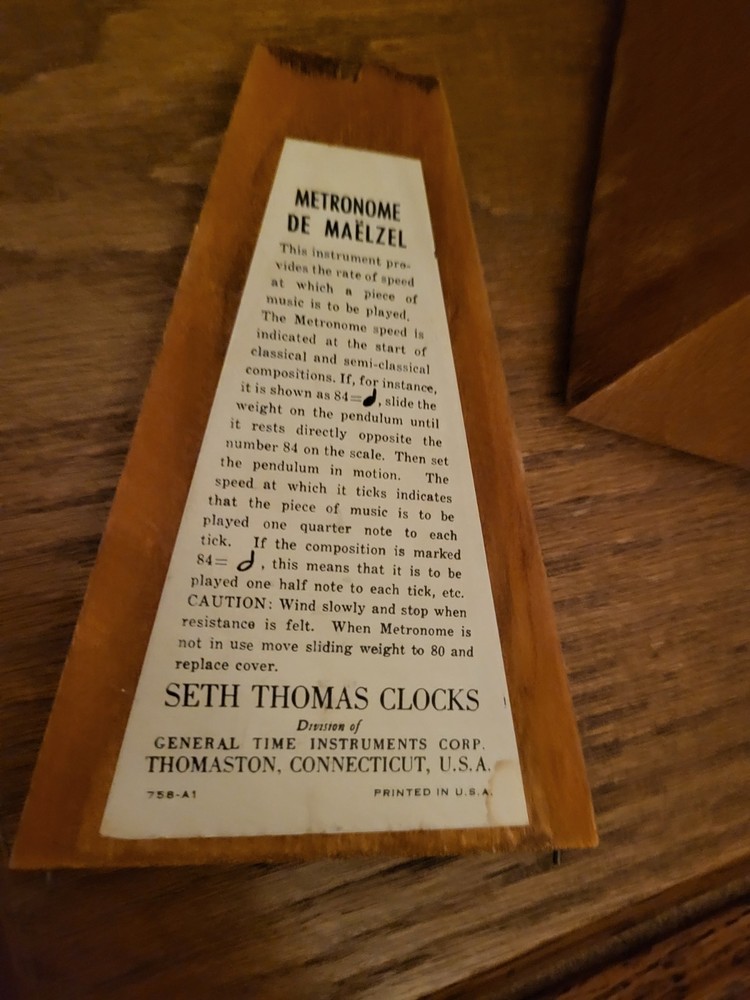 METRONOME
DE MAËLZEL
This instrument pro-
vides the rate of speed
at which a piece of
music is to be played.
The Metronome speed is
indicated at the start of
classical and semi-classical
compositions. If, for instance,
it is shown as 84=♩, slide the
weight on the pendulum until
it rests directly opposite the
number 84 on the scale. Then set
the pendulum in motion. The
speed at which it ticks indicates
that the piece of music is to be
played one quarter note to each
tick. If the composition is marked
84= 𝅗𝅥, this means that it is to be
played one half note to each tick, etc.
CAUTION: Wind slowly and stop when
resistance is felt. When Metronome is
not in use move sliding weight to 80 and
replace cover.
SETH THOMAS CLOCKS
Division of
GENERAL TIME INSTRUMENTS CORP.
THOMASTON, CONNECTICUT, U.S.A.
758-A1 PRINTED IN U.S.A.